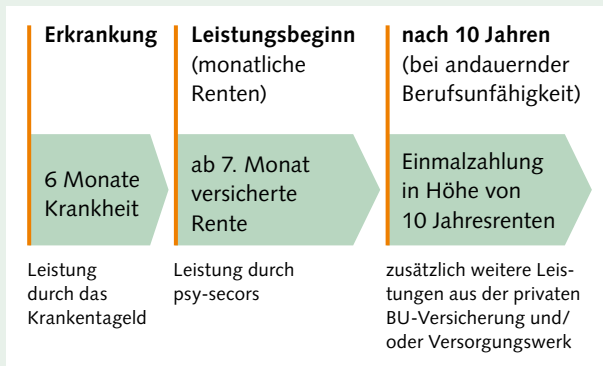 Erkrankung
Leistungsbeginn
(monatliche
Renten)
nach 10 Jahren
(bei andauernder
Berufsunfähigkeit)
6 Monate
Krankheit
ab 7. Monat
versicherte
Rente
Einmalzahlung
in Höhe von
10 Jahresrenten
Leistung
durch das
Krankentageld
Leistung durch
psy-secors
zusätzlich weitere Leis-
tungen aus der privaten
BU-Versicherung und/
oder Versorgungswerk